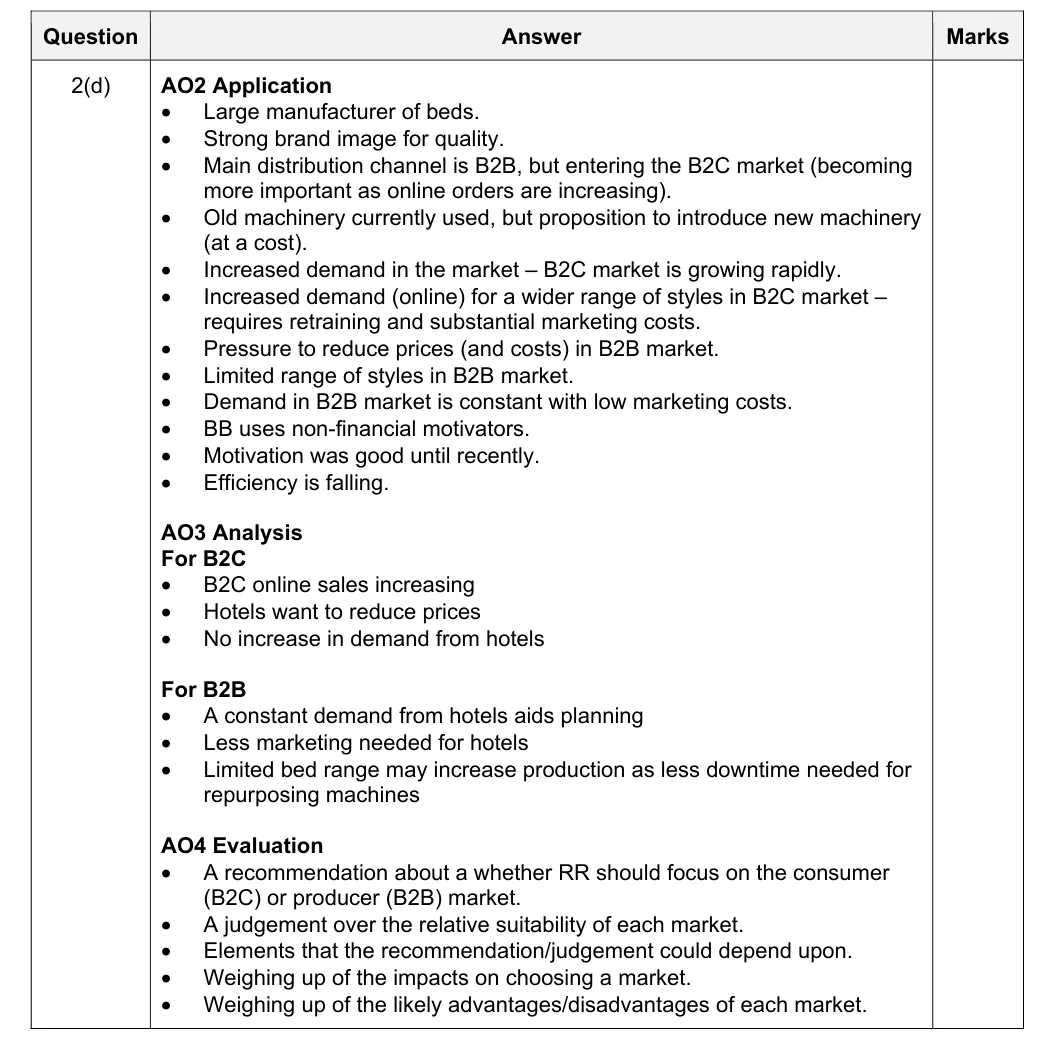 Question Answer Marks
2(d) AO2 Application
• Large manufacturer of beds.
• Strong brand image for quality.
• Main distribution channel is B2B, but entering the B2C market (becoming
more important as online orders are increasing).
• Old machinery currently used, but proposition to introduce new machinery
(at a cost).
• Increased demand in the market – B2C market is growing rapidly.
• Increased demand (online) for a wider range of styles in B2C market –
requires retraining and substantial marketing costs.
• Pressure to reduce prices (and costs) in B2B market.
• Limited range of styles in B2B market.
• Demand in B2B market is constant with low marketing costs.
• BB uses non-financial motivators.
• Motivation was good until recently.
• Efficiency is falling.
AO3 Analysis
For B2C
• B2C online sales increasing
• Hotels want to reduce prices
• No increase in demand from hotels
For B2B
• A constant demand from hotels aids planning
• Less marketing needed for hotels
• Limited bed range may increase production as less downtime needed for
repurposing machines
AO4 Evaluation
• A recommendation about a whether RR should focus on the consumer
(B2C) or producer (B2B) market.
• A judgement over the relative suitability of each market.
• Elements that the recommendation/judgement could depend upon.
• Weighing up of the impacts on choosing a market.
• Weighing up of the likely advantages/disadvantages of each market.